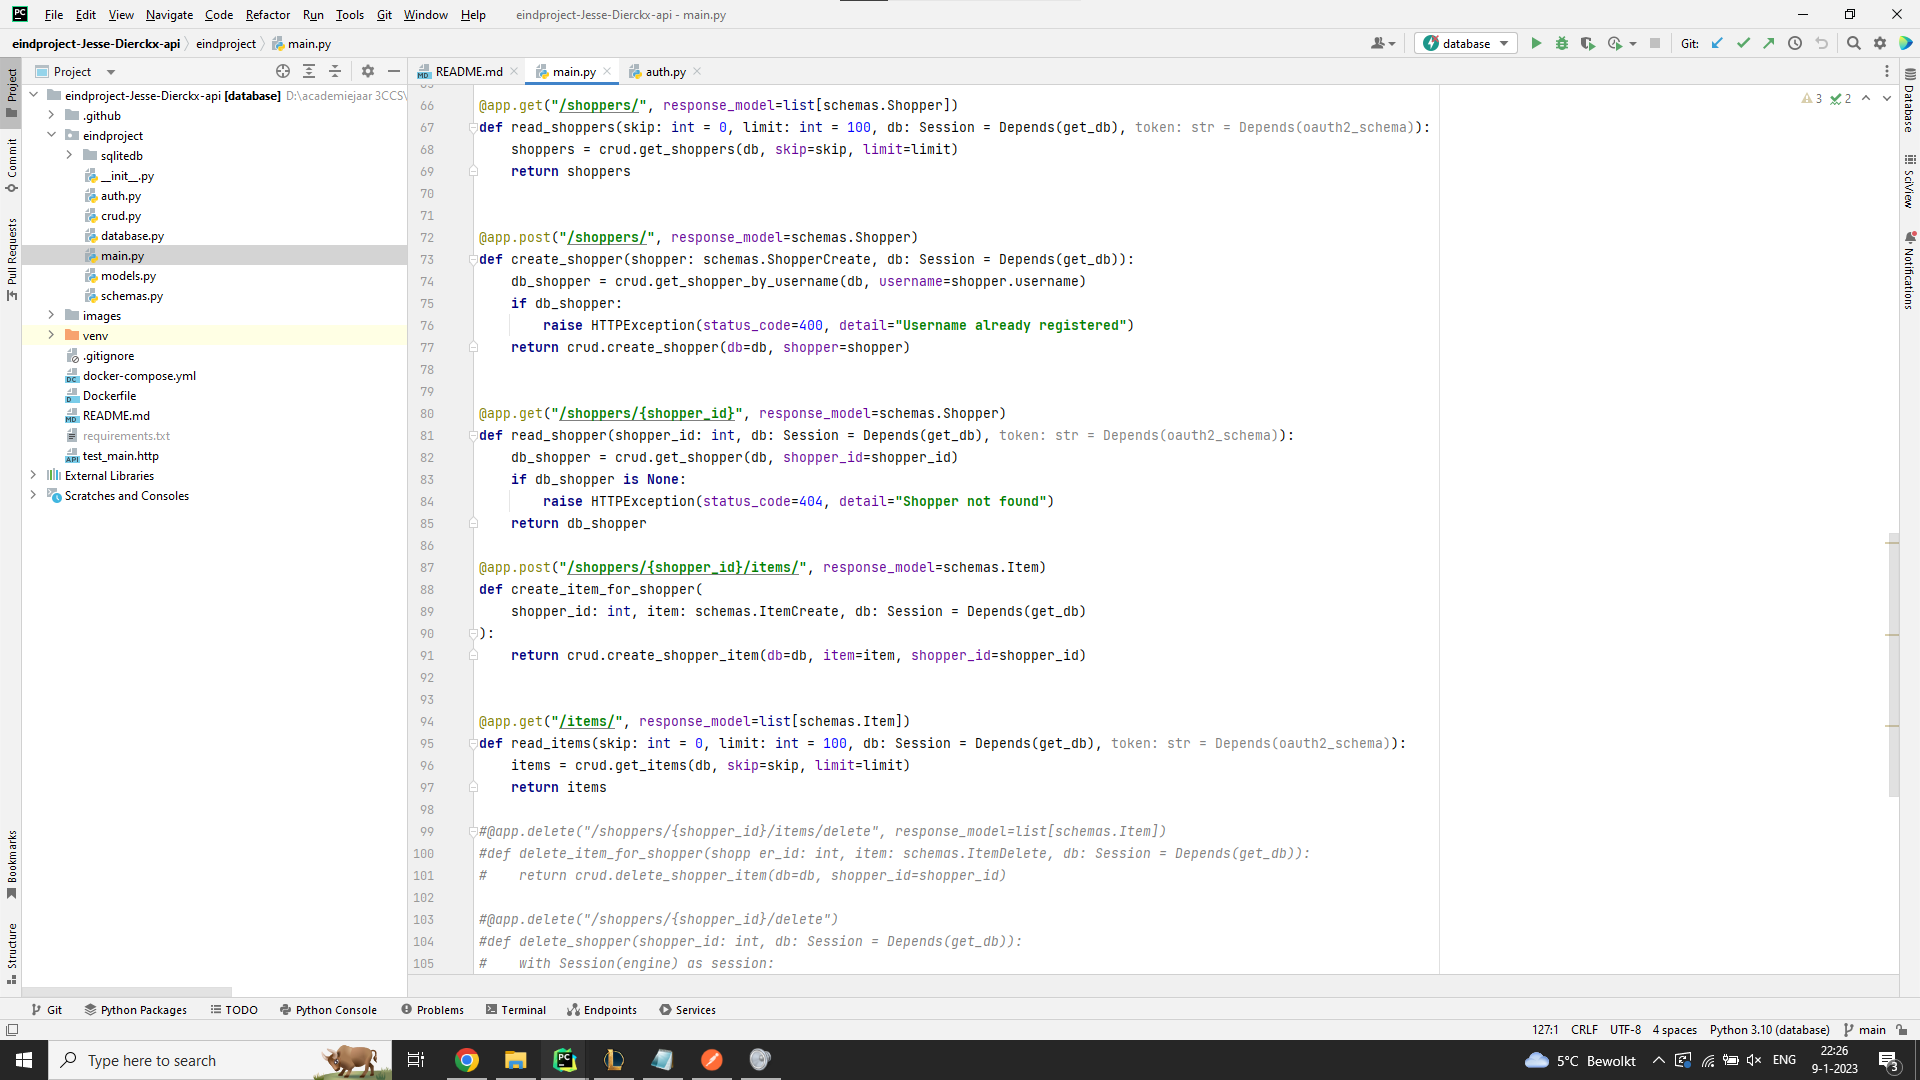 File Edit View Navigate Code Refactor Run Tools Git Window Help eindproject-Jesse-Dierckx-api - main.py
eindproject-Jesse-Dierckx-api eindproject main.py database Git:
Project
README.md main.py auth.py
eindproject-Jesse-Dierckx-api [database] D:\academiejaar 3CCS\
.github
eindproject
sqlitedb
__init__.py
auth.py
crud.py
database.py
main.py
models.py
schemas.py
images
venv
.gitignore
docker-compose.yml
Dockerfile
README.md
requirements.txt
test_main.http
External Libraries
Scratches and Consoles
Project
Commit
Pull Requests
Bookmarks
Structure
3 2
66 @app.get("/shoppers/", response_model=list[schemas.Shopper])
67 def read_shoppers(skip: int = 0, limit: int = 100, db: Session = Depends(get_db), token: str = Depends(oauth2_schema)):
68 shoppers = crud.get_shoppers(db, skip=skip, limit=limit)
69 return shoppers
70
71
72 @app.post("/shoppers/", response_model=schemas.Shopper)
73 def create_shopper(shopper: schemas.ShopperCreate, db: Session = Depends(get_db)):
74 db_shopper = crud.get_shopper_by_username(db, username=shopper.username)
75 if db_shopper:
76 raise HTTPException(status_code=400, detail="Username already registered")
77 return crud.create_shopper(db=db, shopper=shopper)
78
79
80 @app.get("/shoppers/{shopper_id}", response_model=schemas.Shopper)
81 def read_shopper(shopper_id: int, db: Session = Depends(get_db), token: str = Depends(oauth2_schema)):
82 db_shopper = crud.get_shopper(db, shopper_id=shopper_id)
83 if db_shopper is None:
84 raise HTTPException(status_code=404, detail="Shopper not found")
85 return db_shopper
86
87 @app.post("/shoppers/{shopper_id}/items/", response_model=schemas.Item)
88 def create_item_for_shopper(
89 shopper_id: int, item: schemas.ItemCreate, db: Session = Depends(get_db)
90 ):
91 return crud.create_shopper_item(db=db, item=item, shopper_id=shopper_id)
92
93
94 @app.get("/items/", response_model=list[schemas.Item])
95 def read_items(skip: int = 0, limit: int = 100, db: Session = Depends(get_db), token: str = Depends(oauth2_schema)):
96 items = crud.get_items(db, skip=skip, limit=limit)
97 return items
98
99 #@app.delete("/shoppers/{shopper_id}/items/delete", response_model=list[schemas.Item])
100 #def delete_item_for_shopper(shopp er_id: int, item: schemas.ItemDelete, db: Session = Depends(get_db)):
101 # return crud.delete_shopper_item(db=db, shopper_id=shopper_id)
102
103 #@app.delete("/shoppers/{shopper_id}/delete")
104 #def delete_shopper(shopper_id: int, db: Session = Depends(get_db)):
105 # with Session(engine) as session:
Database
SciView
Notifications
Git Python Packages TODO Python Console Problems Terminal Endpoints Services
127:1 CRLF UTF-8 4 spaces Python 3.10 (database) main
Type here to search
5°C Bewolkt ENG
22:26
9-1-2023
3